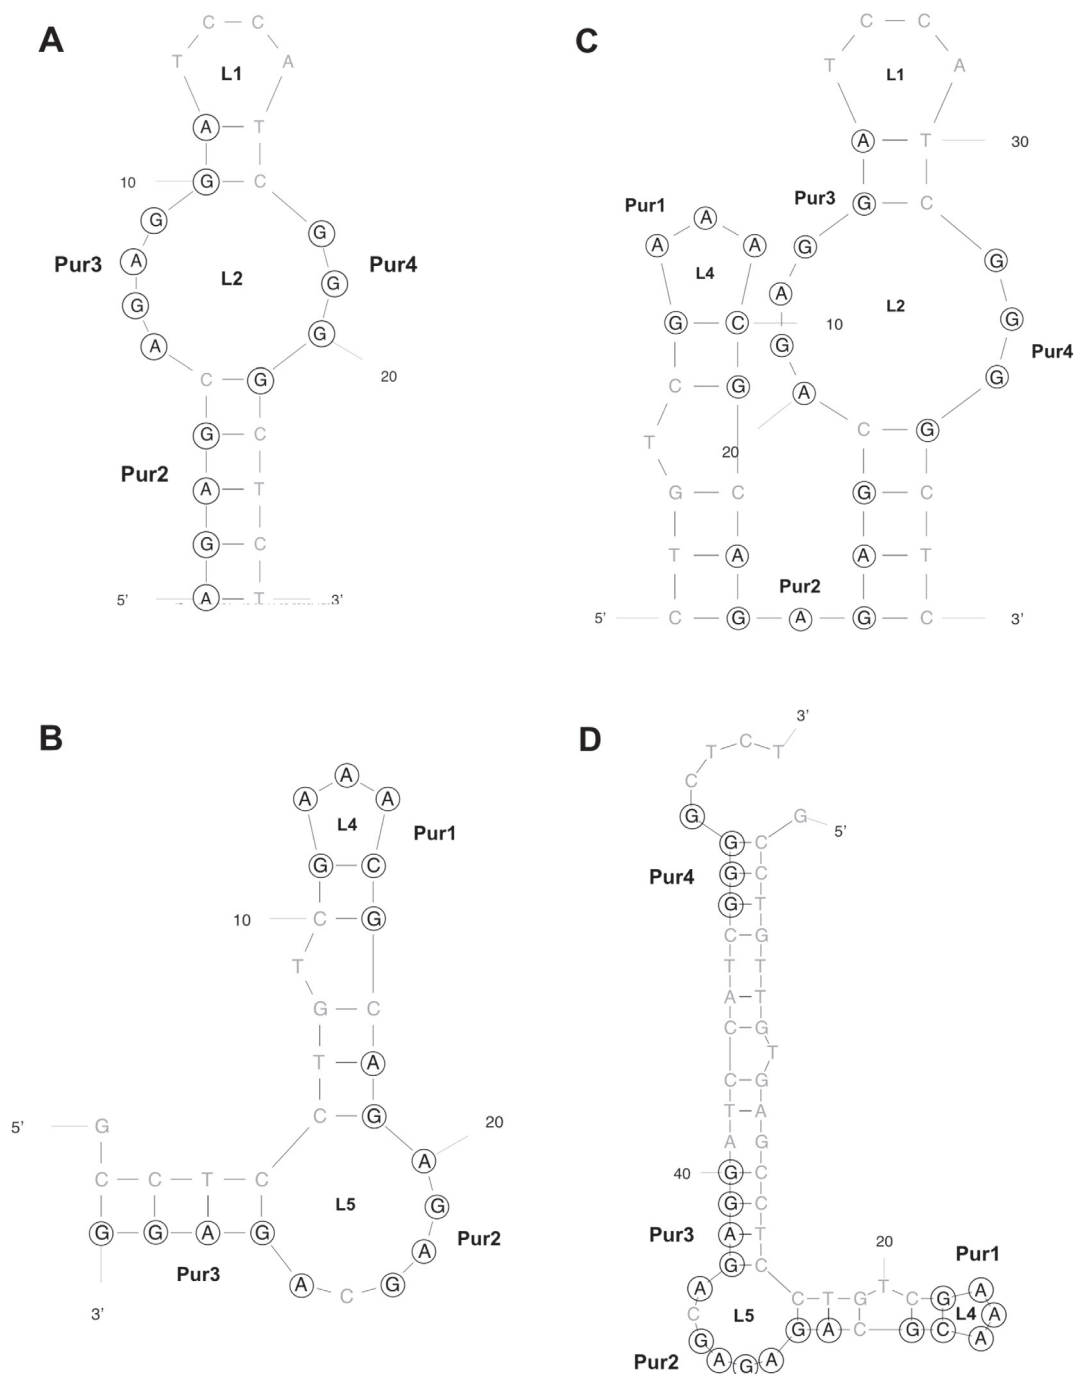 A
C C
T A
L1
A T
10 G C
G G
Pur3 A L2 G Pur4
G G
A 20
C G
G C
Pur2
A T
G C
5' A T 3'
C
C C
T A
L1
A T 30
Pur3 G C
Pur1 A A A
G G
L4 A L2 G
G C 10 G Pur4
G
C G A
T 20 C G
G C G C
T A A T
Pur2
5' C G A G C 3'
B
A
A A
L4 Pur1
G C
10 C G
T
G C
T A
5' G C G 20
A
C C T C L5 G
G G A G A Pur2
Pur3 A C G
3'
D
3'
T C T
C
G G 5'
G C
Pur4 G C
G T
C G
T T
A T
C G
T
C G
T A
A G
40 G C
G C
Pur3 A T 20 Pur1
G C
A C T G T C G A
C L5 L4 A
G G A C G C A
Pur2 A G A